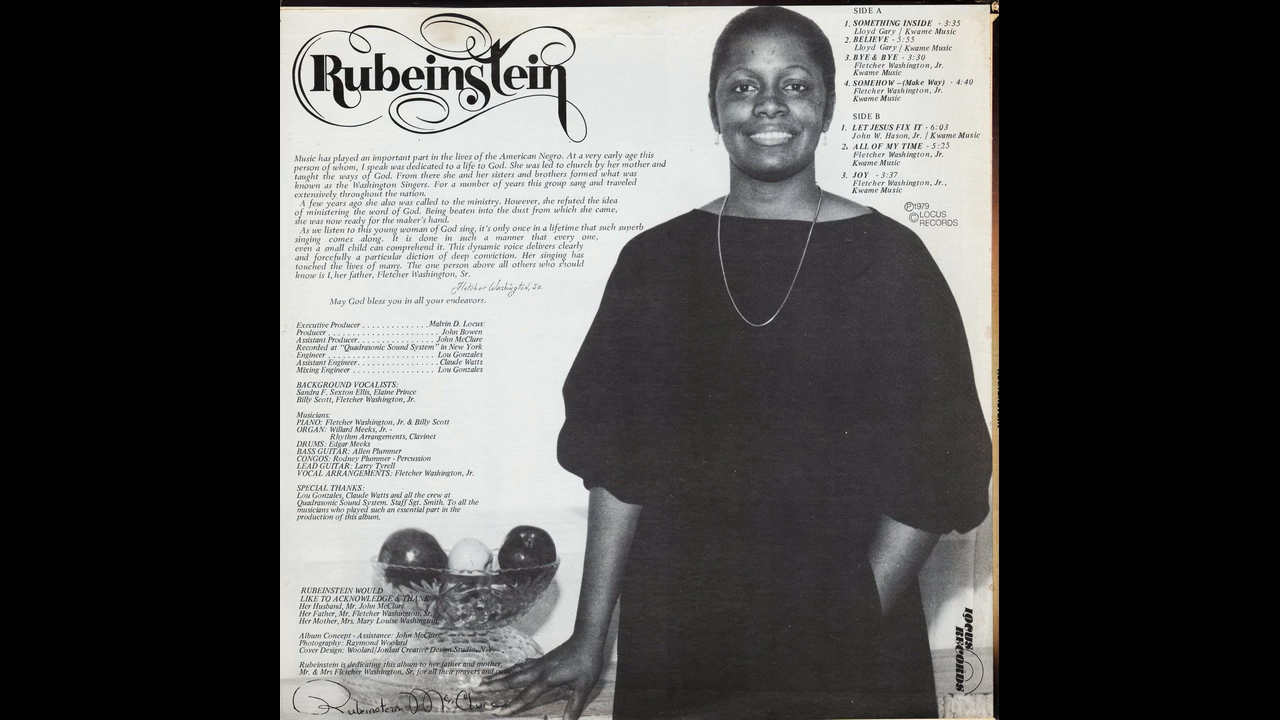 Rubeinstein
Music has played an important part in the lives of the American Negro. At a very early age this
person of whom, I speak was dedicated to a life to God. She was led to church by her mother and
taught the ways of God. From there she and her sisters and brothers formed what was
known as the Washington Singers. For a number of years this group sang and traveled
extensively throughout the nation.
A few years ago she also was called to the ministry. However, she refuted the idea
of ministering the word of God. Being beaten into the dust from which she came,
she was now ready for the maker's hand.
As we listen to this young woman of God sing, it's only once in a lifetime that such superb
singing comes along. It is done in such a manner that every one,
even a small child can comprehend it. This dynamic voice delivers clearly
and forcefully a particular diction of deep conviction. Her singing has
touched the lives of many. The one person above all others who should
know is I, her father, Fletcher Washington, Sr.
Fletcher Washington, Sr.
May God bless you in all your endeavors.
Executive Producer . . . . . . . . . . . . . Malvin D. Locus
Producer . . . . . . . . . . . . . . . . . . . . . . John Bowen
Assistant Producer . . . . . . . . . . . . . . . John McClure
Recorded at "Quadrasonic Sound System" in New York
Engineer . . . . . . . . . . . . . . . . . . . . . Lou Gonzales
Assistant Engineer . . . . . . . . . . . . . . . Claude Watts
Mixing Engineer . . . . . . . . . . . . . . . . Lou Gonzales
BACKGROUND VOCALISTS:
Sandra F. Sexton Ellis, Elaine Prince
Billy Scott, Fletcher Washington, Jr.
Musicians:
PIANO: Fletcher Washington, Jr. & Billy Scott
ORGAN: Willard Meeks, Jr. -
Rhythm Arrangements, Clavinet
DRUMS: Edgar Meeks
BASS GUITAR: Allen Plummer
CONGOS: Rodney Plummer - Percussion
LEAD GUITAR: Larry Tyrell
VOCAL ARRANGEMENTS: Fletcher Washington, Jr.
SPECIAL THANKS:
Lou Gonzales, Claude Watts and all the crew at
Quadrasonic Sound System. Staff Sgt. Smith. To all the
musicians who played such an essential part in the
production of this album.
RUBEINSTEIN WOULD
LIKE TO ACKNOWLEDGE & THANK
Her Husband, Mr. John McClure
Her Father, Mr. Fletcher Washington, Sr.
Her Mother, Mrs. Mary Louise Washington
Album Concept - Assistance: John McClure
Photography: Raymond Woolard
Cover Design: Woolard/Jordan Creative Design Studio, N.Y.
Rubeinstein is dedicating this album to her father and mother,
Mr. & Mrs Fletcher Washington, Sr. for all their prayers and
Rubeinstein McClure
SIDE A
1. SOMETHING INSIDE - 3:35
Lloyd Gary / Kwame Music
2. BELIEVE - 5:55
Lloyd Gary / Kwame Music
3. BYE & BYE - 3:30
Fletcher Washington, Jr.
Kwame Music
4. SOMEHOW - (Make Way) - 4:40
Fletcher Washington, Jr.
Kwame Music
SIDE B
1. LET JESUS FIX IT - 6:03
John W. Hason, Jr. / Kwame Music
2. ALL OF MY TIME - 5:25
Fletcher Washington, Jr.
Kwame Music
3. JOY - 3:37
Fletcher Washington, Jr.,
Kwame Music
Ⓟ1979
© LOCUS
RECORDS
locus
RECORDS